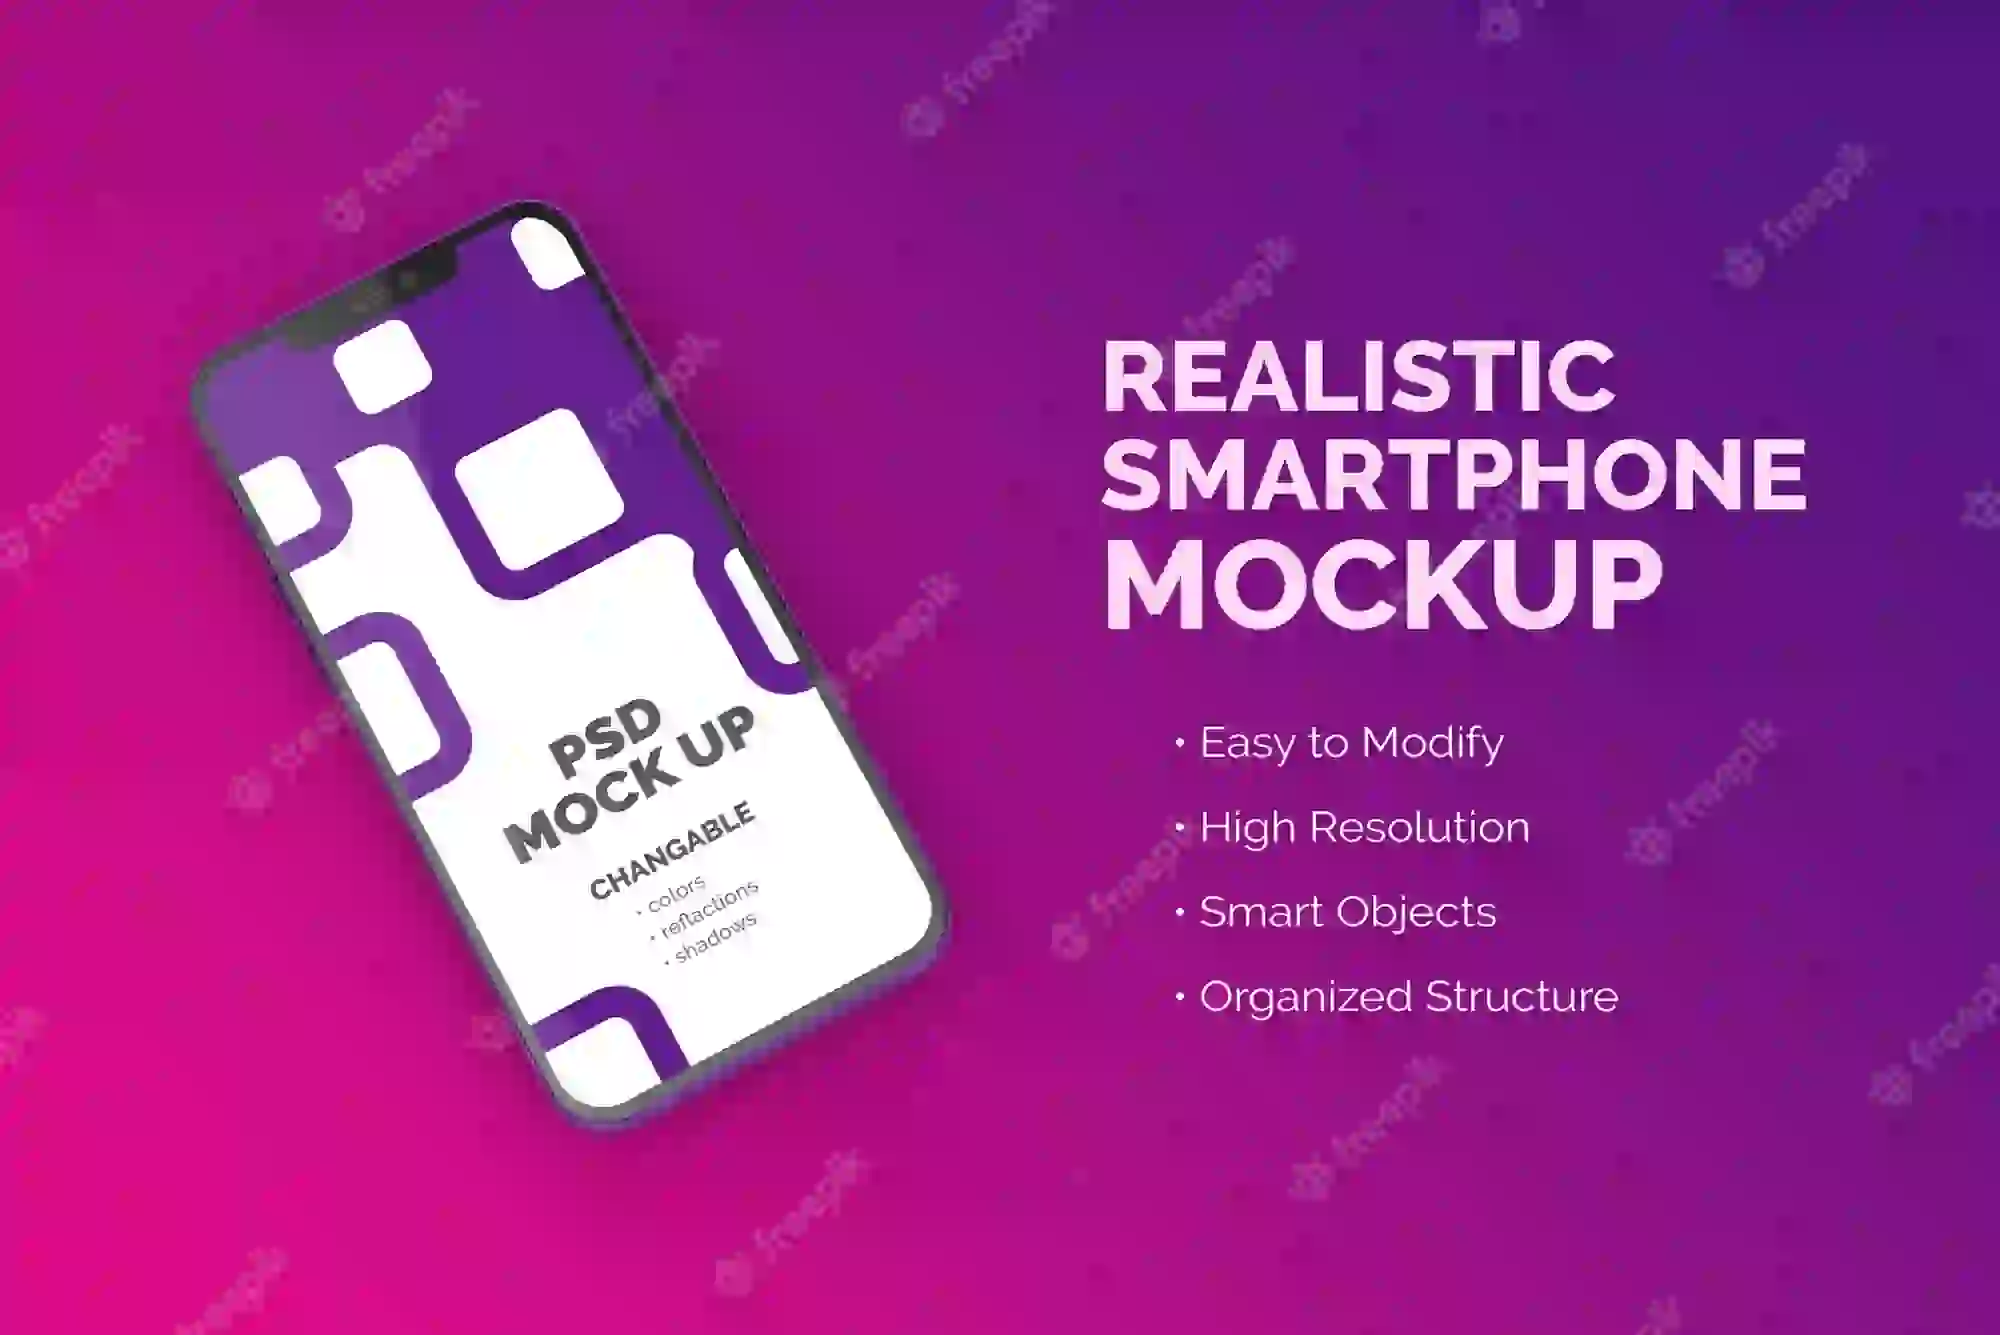 REALISTIC
SMARTPHONE
MOCKUP
• Easy to Modify
• High Resolution
• Smart Objects
• Organized Structure
PSD
MOCK UP
CHANGABLE
• colors
• reflactions
• shadows
freepik